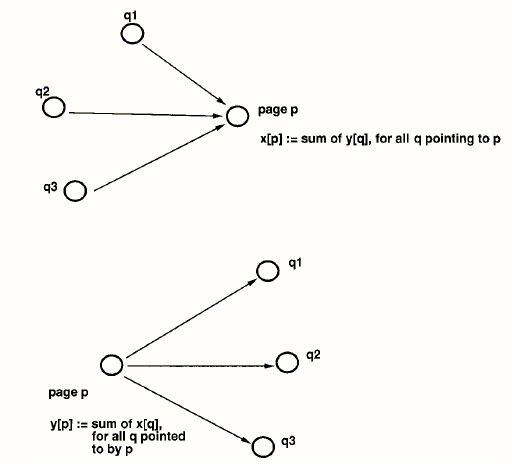 q1
q2
page p
x[p] := sum of y[q], for all q pointing to p
q3
q1
q2
page p
y[p] := sum of x[q],
for all q pointed
to by p
q3